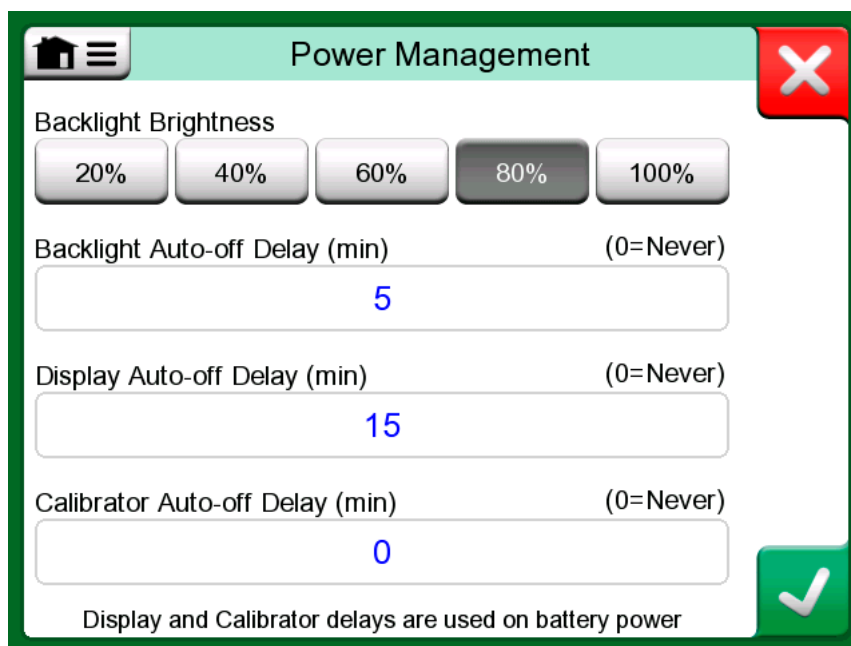 Power Management
Backlight Brightness
20% 40% 60% 80% 100%
Backlight Auto-off Delay (min) (0=Never)
5
Display Auto-off Delay (min) (0=Never)
15
Calibrator Auto-off Delay (min) (0=Never)
0
Display and Calibrator delays are used on battery power